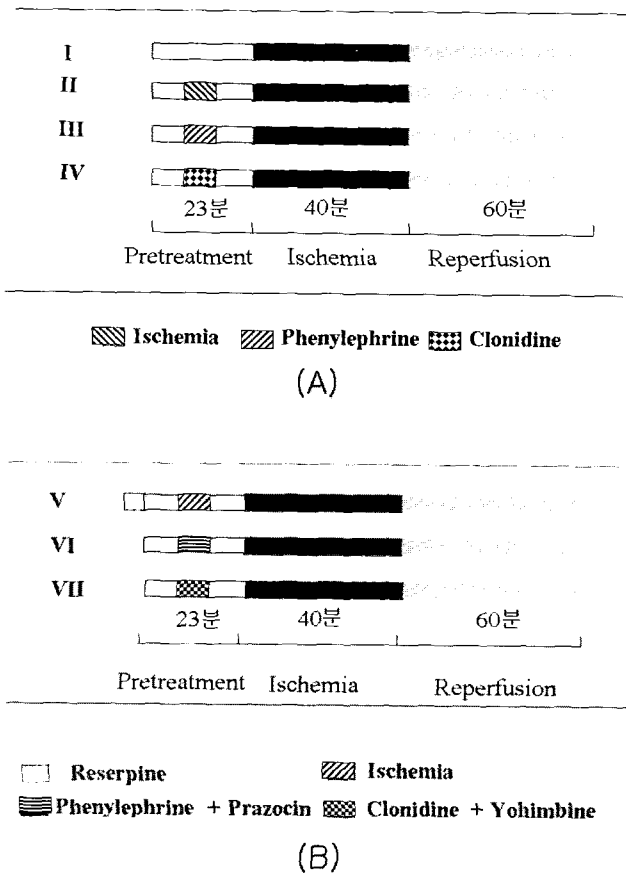 I
II
III
IV
23분 40분 60분
Pretreatment Ischemia Reperfusion
Ischemia Phenylephrine Clonidine
(A)
V
VI
VII
23분 40분 60분
Pretreatment Ischemia Reperfusion
Reserpine Ischemia
Phenylephrine + Prazocin Clonidine + Yohimbine
(B)